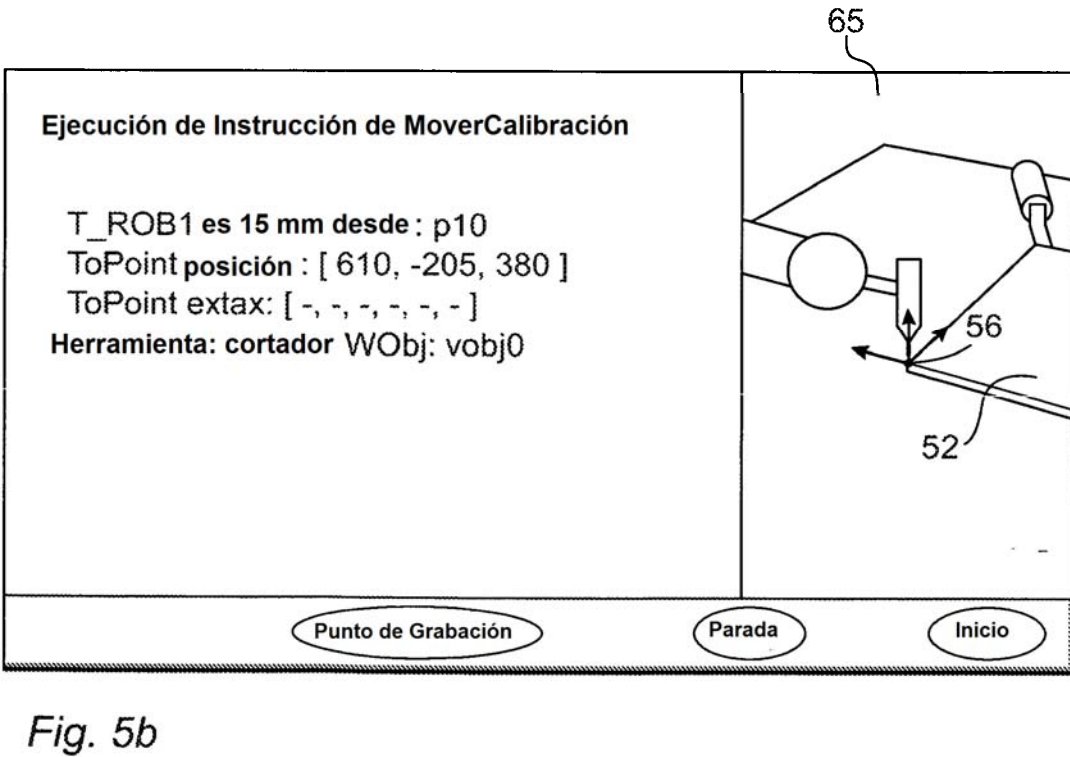 65
Ejecución de Instrucción de MoverCalibración
T_ROB1 es 15 mm desde : p10
ToPoint posición : [ 610, -205, 380 ]
ToPoint extax: [ -, -, -, -, -, - ]
Herramienta: cortador WObj: vobj0
56
52
Punto de Grabación
Parada
Inicio
Fig. 5b